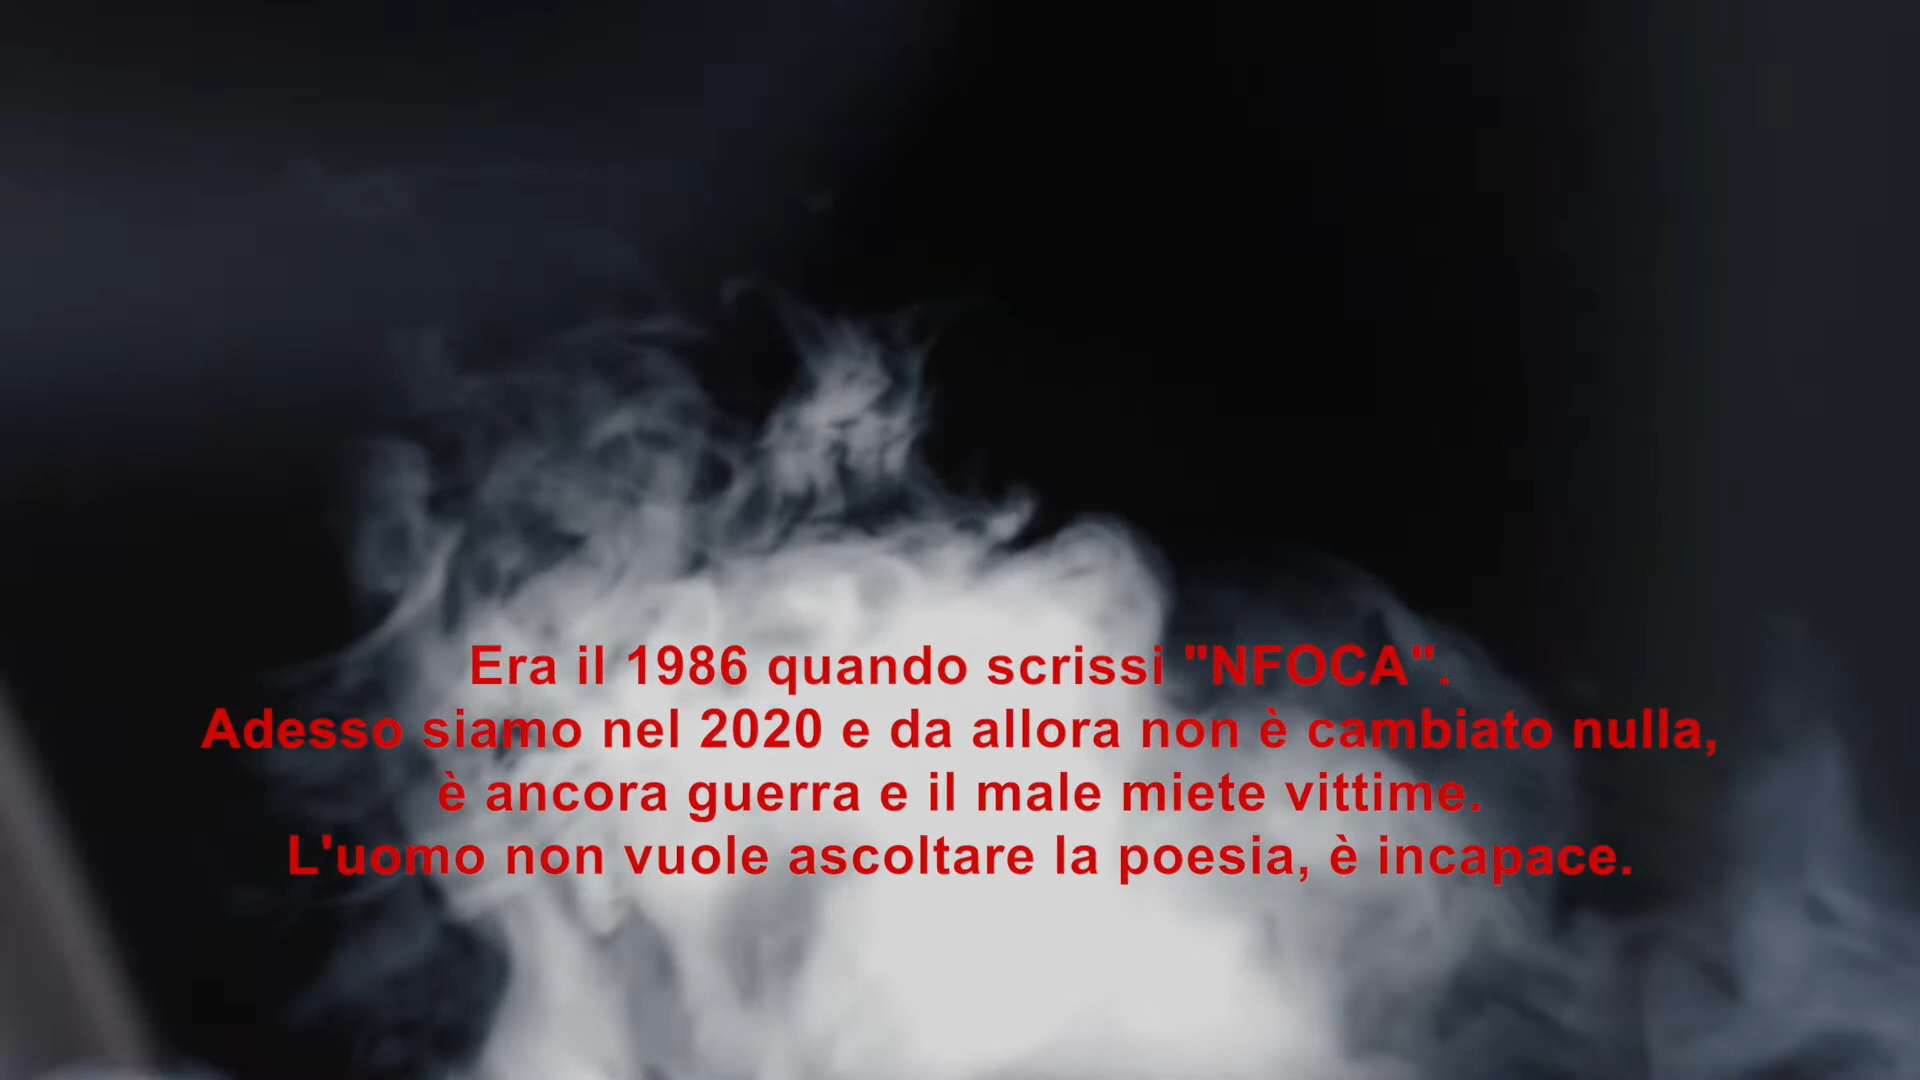 Era il 1986 quando scrissi "NFOCA".
Adesso siamo nel 2020 e da allora non è cambiato nulla,
è ancora guerra e il male miete vittime.
L'uomo non vuole ascoltare la poesia, è incapace.